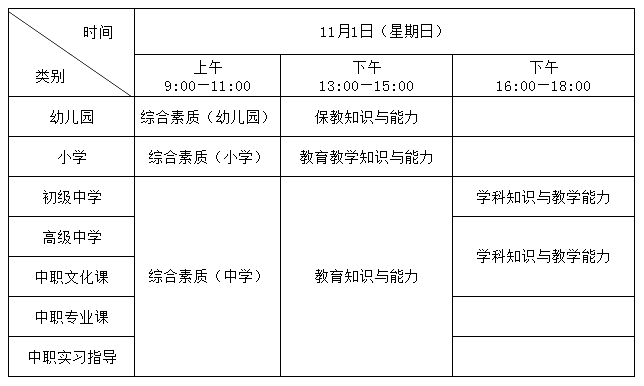 时间
类别
11月1日（星期日）
上午
9:00—11:00
下午
13:00—15:00
下午
16:00—18:00
幼儿园
综合素质（幼儿园）
保教知识与能力
小学
综合素质（小学）
教育教学知识与能力
初级中学
综合素质（中学）
教育知识与能力
学科知识与教学能力
高级中学
学科知识与教学能力
中职文化课
中职专业课
中职实习指导